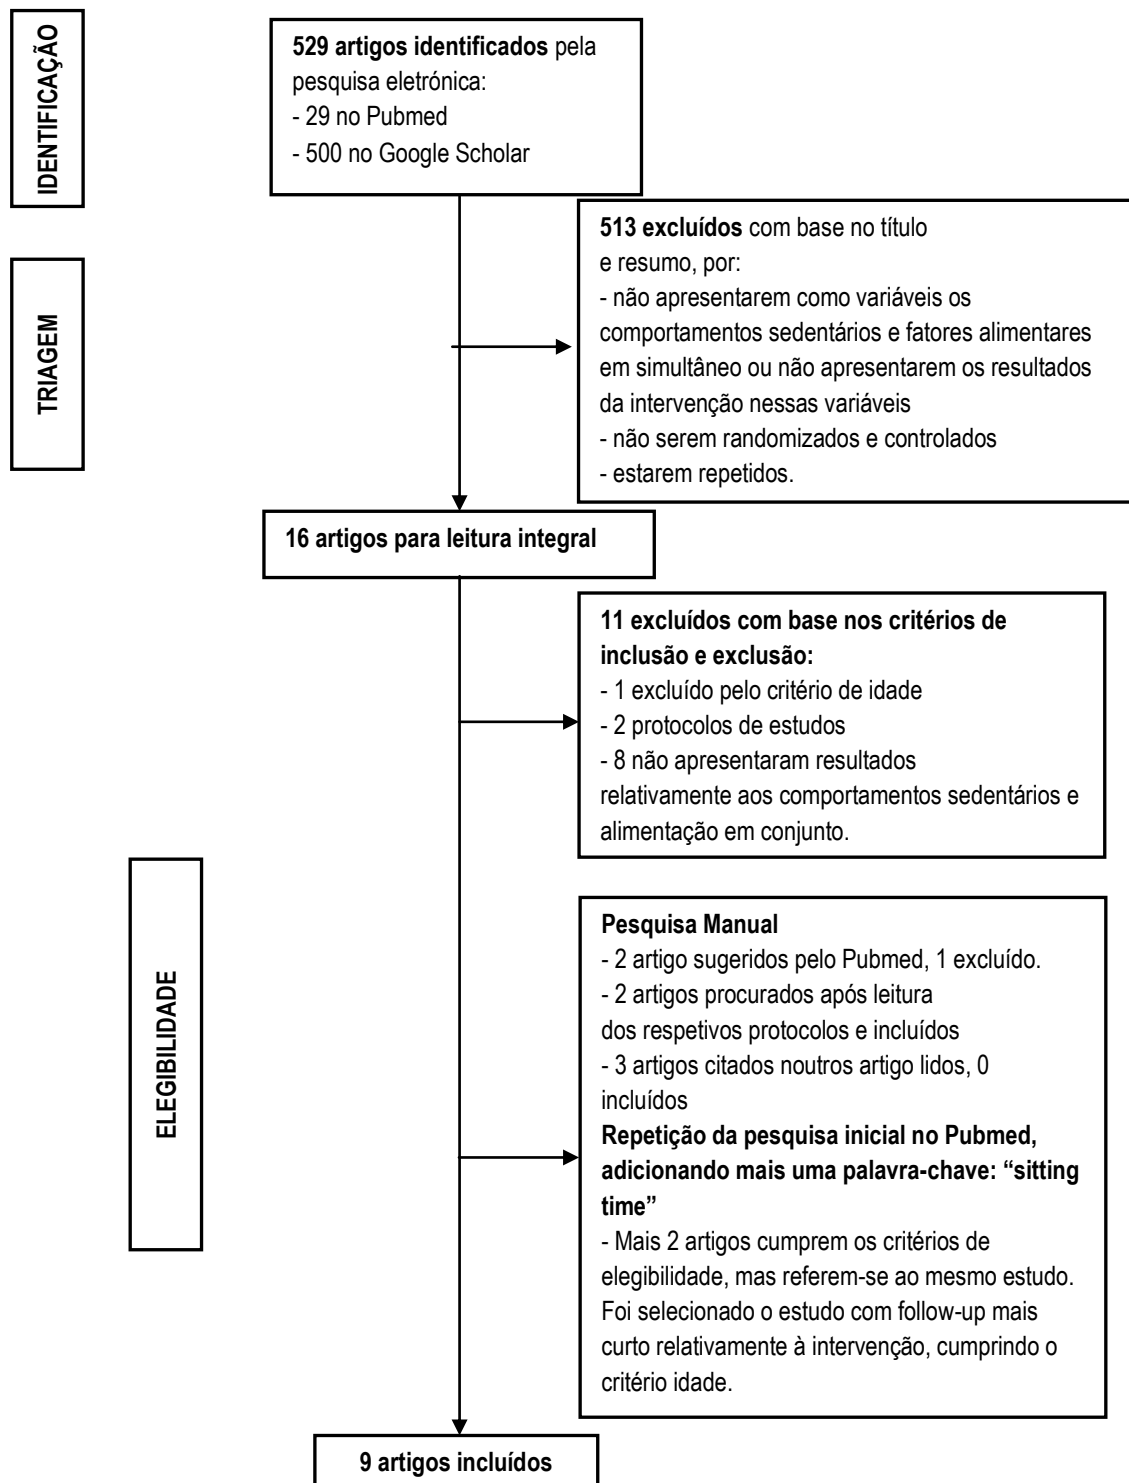 IDENTIFICAÇÃO
529 artigos identificados pela
pesquisa eletrónica:
- 29 no Pubmed
- 500 no Google Scholar
TRIAGEM
513 excluídos com base no título
e resumo, por:
- não apresentarem como variáveis os
comportamentos sedentários e fatores alimentares
em simultâneo ou não apresentarem os resultados
da intervenção nessas variáveis
- não serem randomizados e controlados
- estarem repetidos.
16 artigos para leitura integral
11 excluídos com base nos critérios de
inclusão e exclusão:
- 1 excluído pelo critério de idade
- 2 protocolos de estudos
- 8 não apresentaram resultados
relativamente aos comportamentos sedentários e
alimentação em conjunto.
ELEGIBILIDADE
Pesquisa Manual
- 2 artigo sugeridos pelo Pubmed, 1 excluído.
- 2 artigos procurados após leitura
dos respetivos protocolos e incluídos
- 3 artigos citados noutros artigo lidos, 0
incluídos
Repetição da pesquisa inicial no Pubmed,
adicionando mais uma palavra-chave: “sitting
time”
- Mais 2 artigos cumprem os critérios de
elegibilidade, mas referem-se ao mesmo estudo.
Foi selecionado o estudo com follow-up mais
curto relativamente à intervenção, cumprindo o
critério idade.
9 artigos incluídos